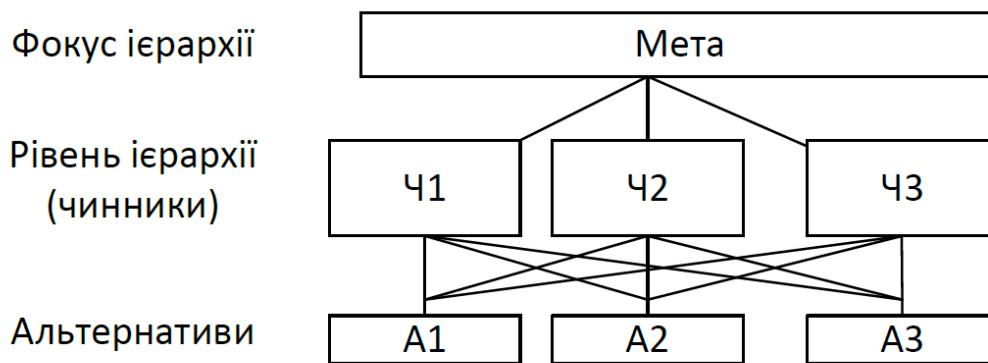 Фокус ієрархії
Мета
Рівень ієрархії
(чинники)
Ч1
Ч2
Ч3
Альтернативи
А1
А2
А3